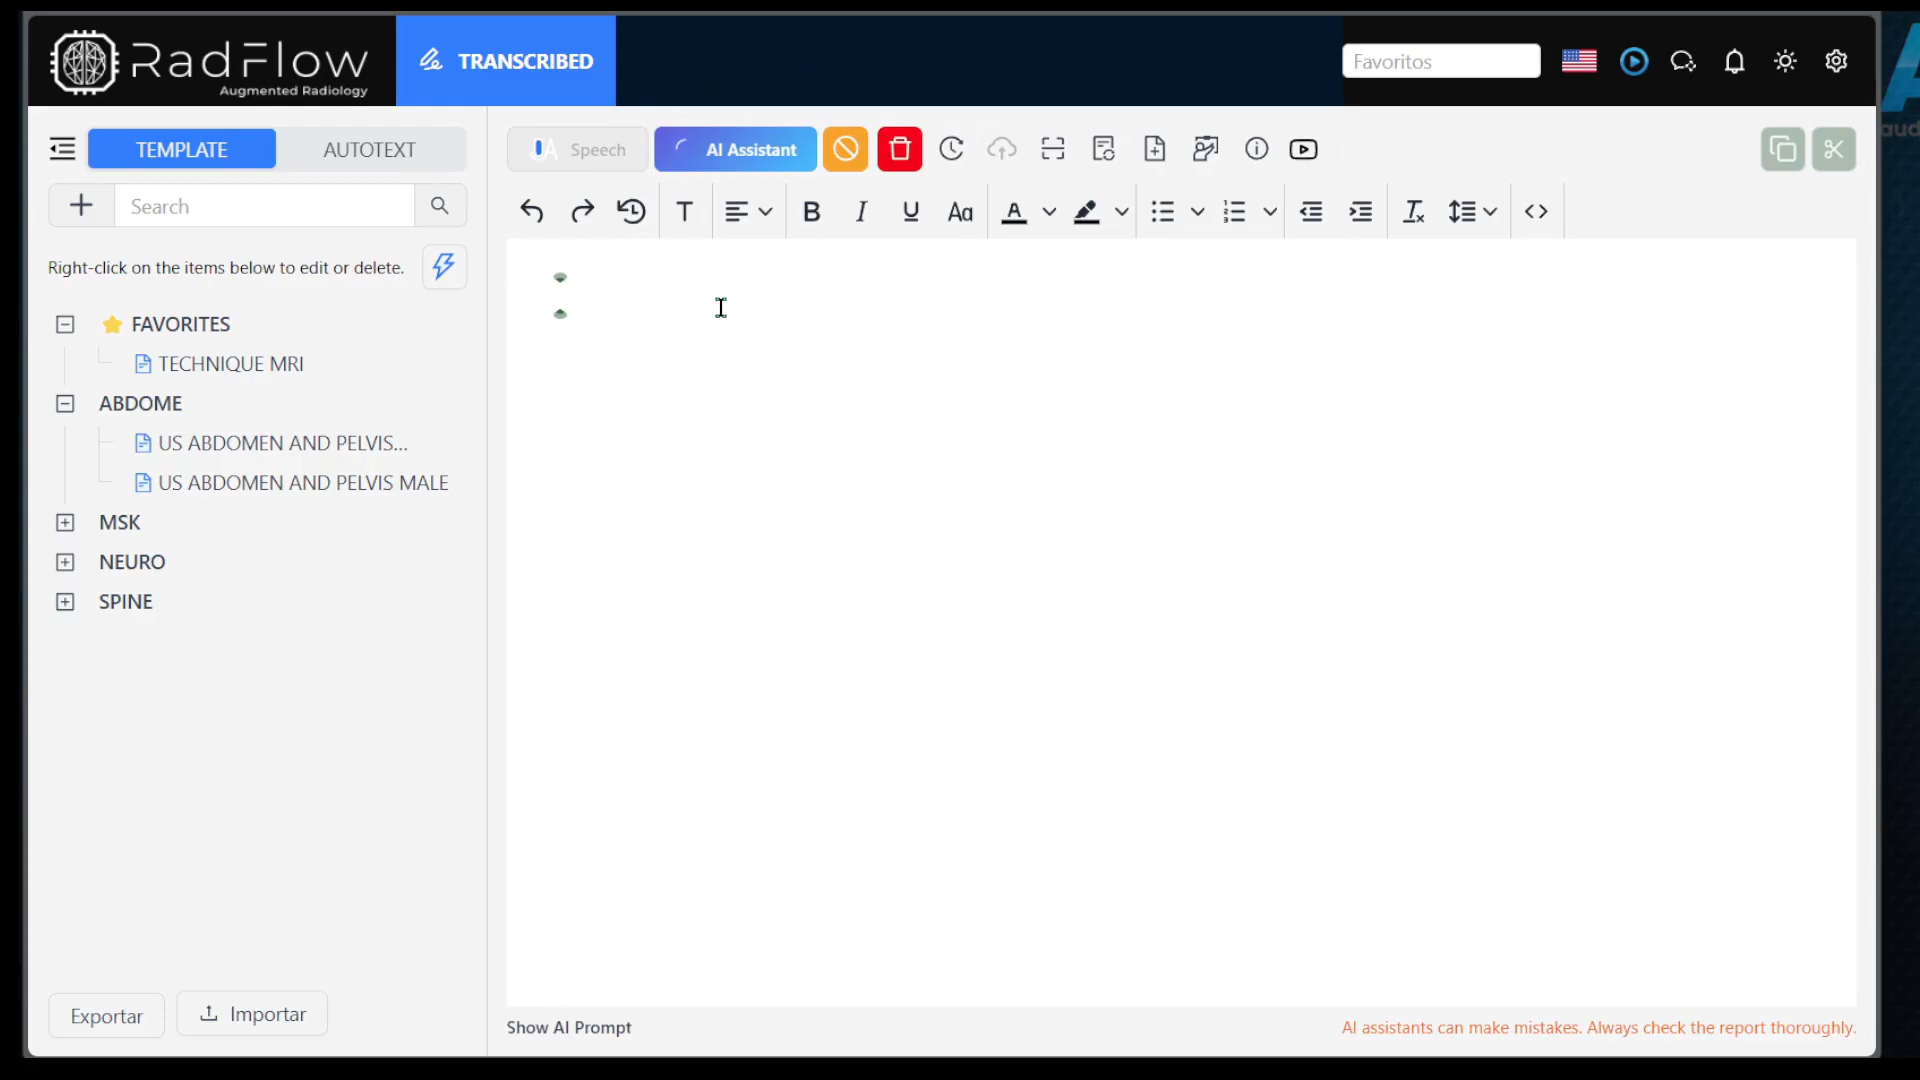 RadFlow
Augmented Radiology
TRANSCRIBED
Favoritos
TEMPLATE
AUTOTEXT
Speech
AI Assistant
Search
T
B
I
U
Aa
A
Right-click on the items below to edit or delete.
FAVORITES
TECHNIQUE MRI
ABDOME
US ABDOMEN AND PELVIS...
US ABDOMEN AND PELVIS MALE
MSK
NEURO
SPINE
Exportar
Importar
Show AI Prompt
AI assistants can make mistakes. Always check the report thoroughly.